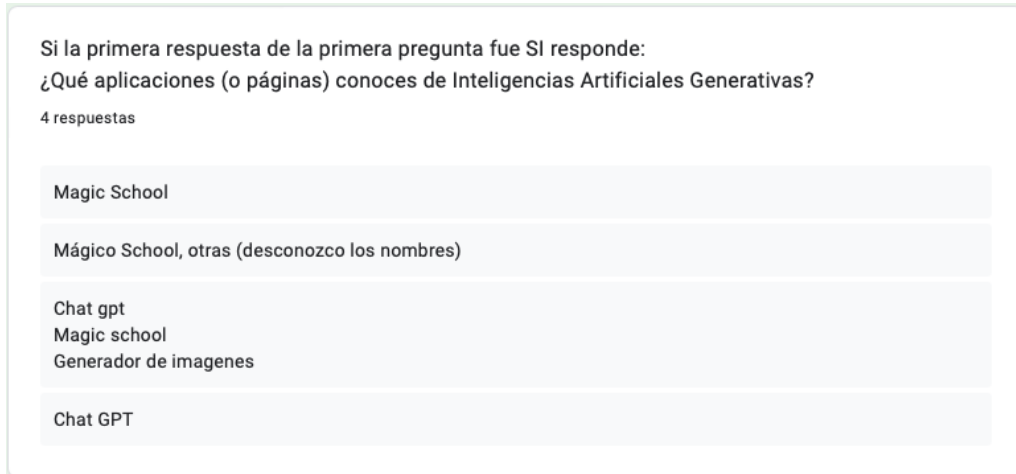 Si la primera respuesta de la primera pregunta fue SI responde:
¿Qué aplicaciones (o páginas) conoces de Inteligencias Artificiales Generativas?
4 respuestas
Magic School
Mágico School, otras (desconozco los nombres)
Chat gpt
Magic school
Generador de imagenes
Chat GPT